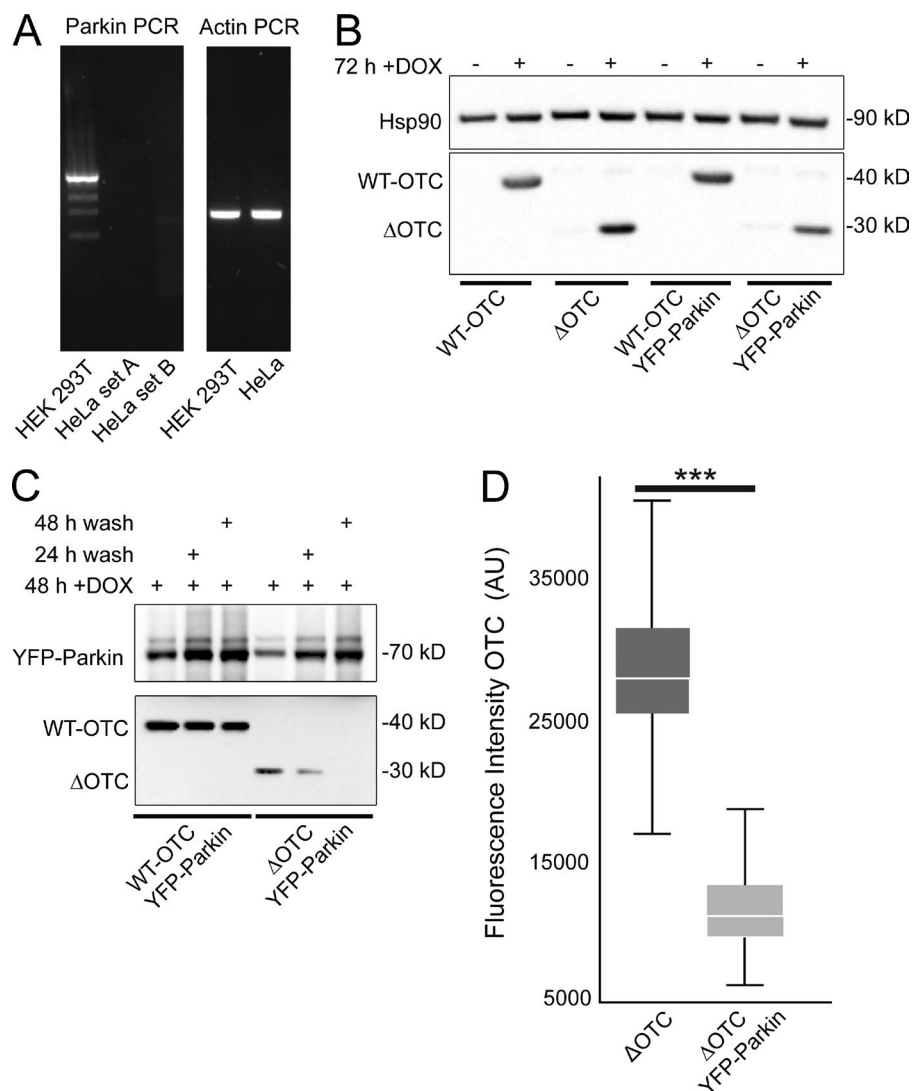 A
Parkin PCR Actin PCR
HEK 293T
HeLa set A
HeLa set B
HEK 293T
HeLa
B
72 h +DOX - + - + - + - +
Hsp90 -90 kD
WT-OTC -40 kD
ΔOTC -30 kD
WT-OTC
ΔOTC
WT-OTC
YFP-Parkin
ΔOTC
YFP-Parkin
C
48 h wash + +
24 h wash + +
48 h +DOX + + + + + +
YFP-Parkin -70 kD
WT-OTC -40 kD
ΔOTC -30 kD
WT-OTC
YFP-Parkin
ΔOTC
YFP-Parkin
D
***
Fluorescence Intensity OTC (AU)
35000
25000
15000
5000
ΔOTC
ΔOTC
YFP-Parkin